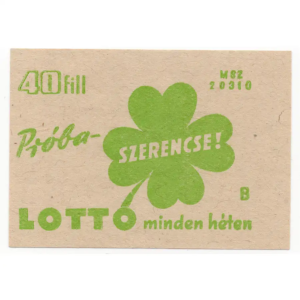 40 fill
MSZ
20310
Próba-
SZERENCSE!
B
LOTTÓ minden héten